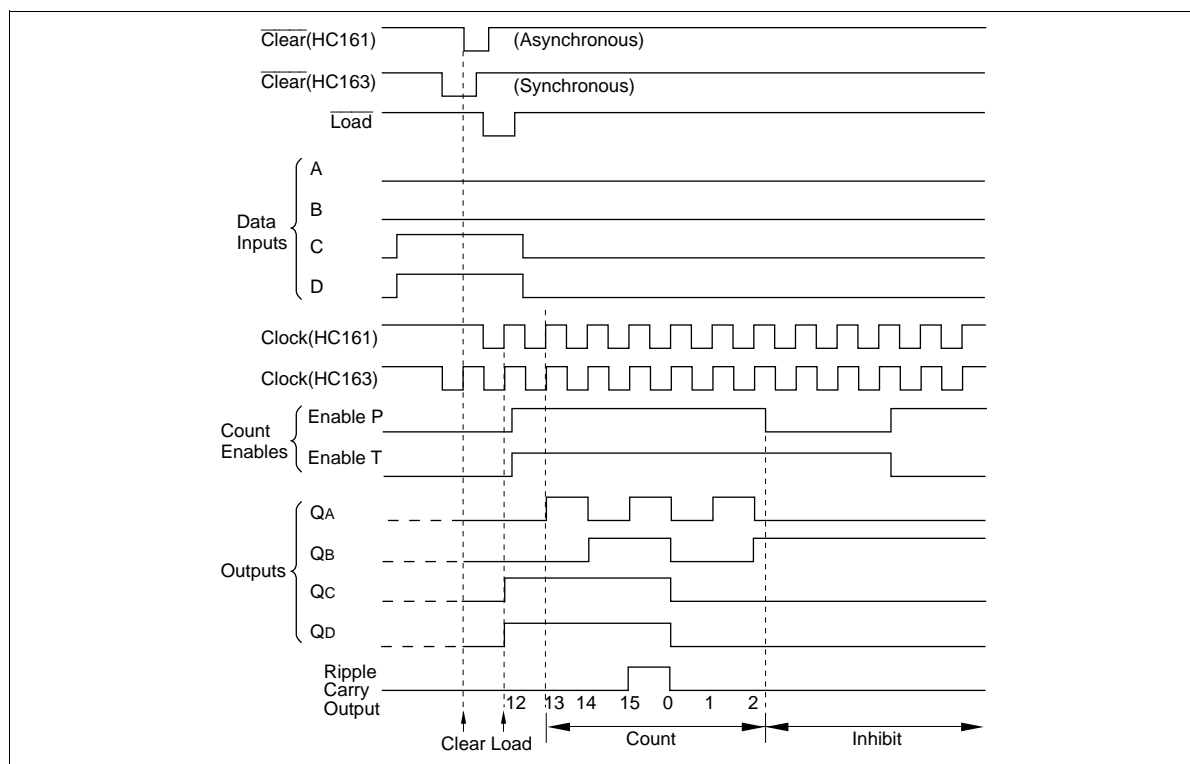 Clear(HC161) (Asynchronous)
Clear(HC163) (Synchronous)
Load
Data
Inputs
A
B
C
D
Clock(HC161)
Clock(HC163)
Count
Enables
Enable P
Enable T
Outputs
QA
QB
QC
QD
Ripple
Carry
Output
12 13 14 15 0 1 2
Clear Load Count Inhibit